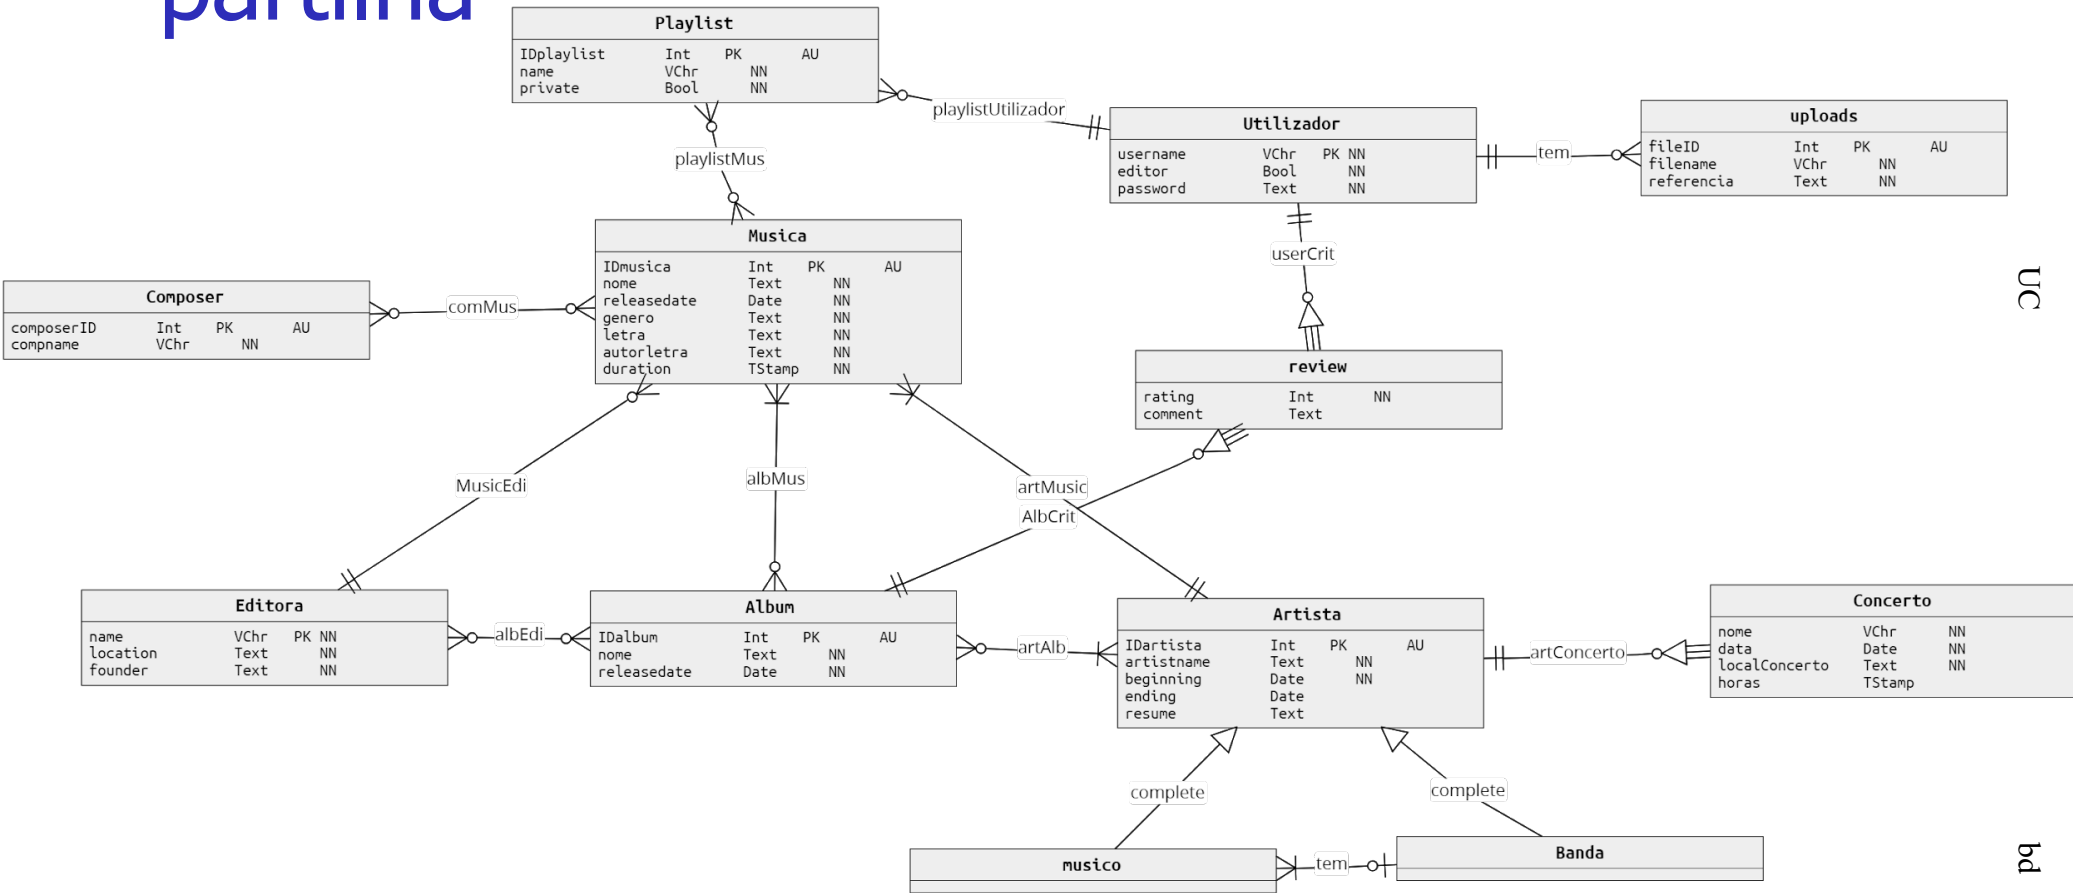 partilha
Playlist
IDplaylist Int PK AU
name VChr NN
private Bool NN
playlistUtilizador
Utilizador
username VChr PK NN
editor Bool NN
password Text NN
tem
uploads
fileID Int PK AU
filename VChr NN
referencia Text NN
playlistMus
Musica
IDmusica Int PK AU
nome Text NN
releasedate Date NN
genero Text NN
letra Text NN
autorletra Text NN
duration TStamp NN
userCrit
UC
Composer
composerID Int PK AU
compname VChr NN
comMus
review
rating Int NN
comment Text
MusicEdi
albMus
artMusic
AlbCrit
Editora
name VChr PK NN
location Text NN
founder Text NN
albEdi
Album
IDalbum Int PK AU
nome Text NN
releasedate Date NN
artAlb
Artista
IDartista Int PK AU
artistname Text NN
beginning Date NN
ending Date
resume Text
artConcerto
Concerto
nome VChr NN
data Date NN
localConcerto Text NN
horas TStamp
complete
complete
musico
tem
Banda
bd